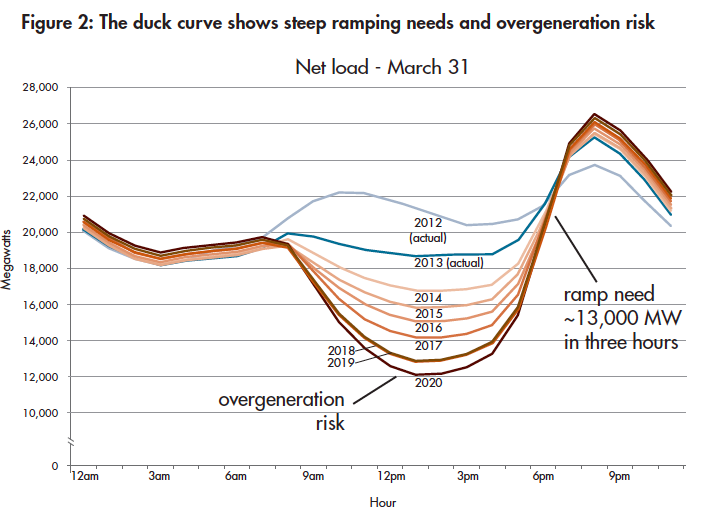 Figure 2: The duck curve shows steep ramping needs and overgeneration risk
Net load - March 31
28,000
26,000
24,000
22,000
20,000
18,000
16,000
14,000
12,000
10,000
0
Megawatts
2012
(actual)
2013 (actual)
2014
2015
2016
2017
2018
2019
2020
ramp need
~13,000 MW
in three hours
overgeneration
risk
12am
3am
6am
9am
12pm
3pm
6pm
9pm
Hour